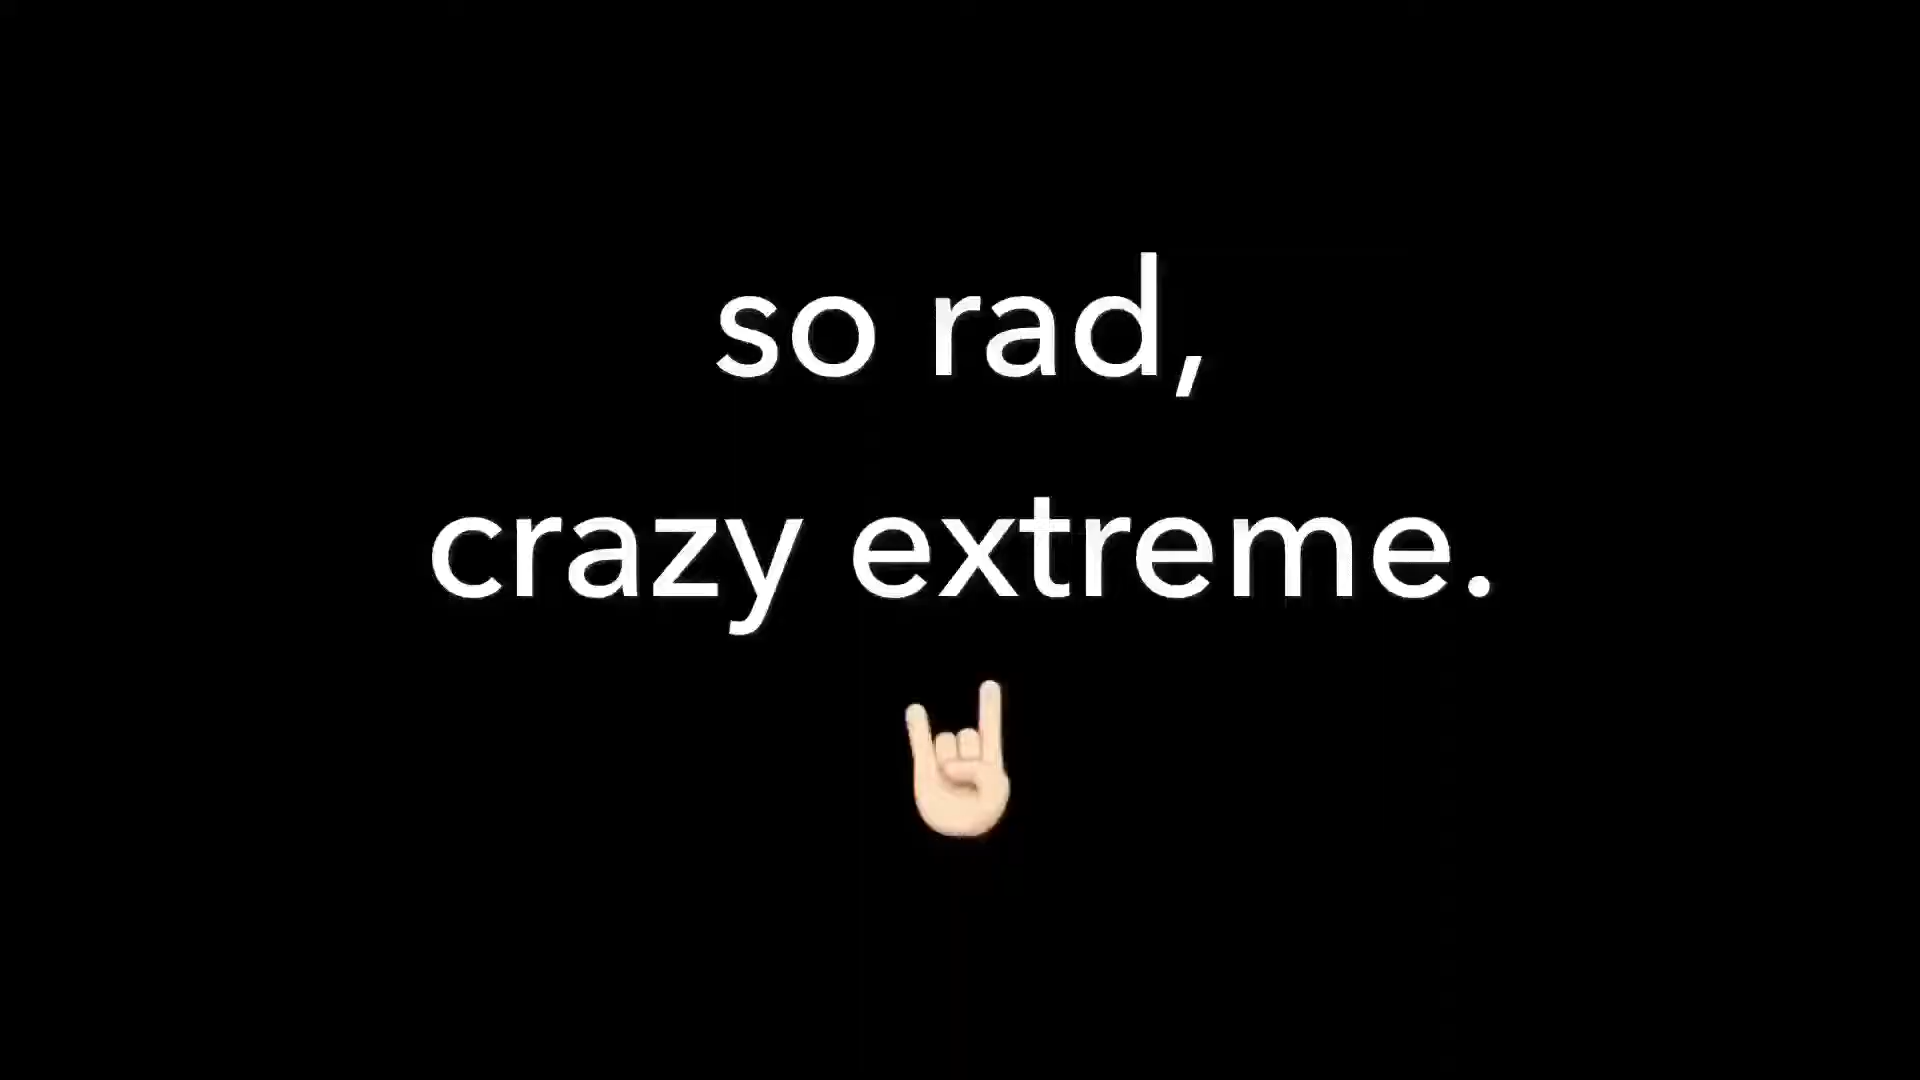 so rad,
crazy extreme.
🤘🏻